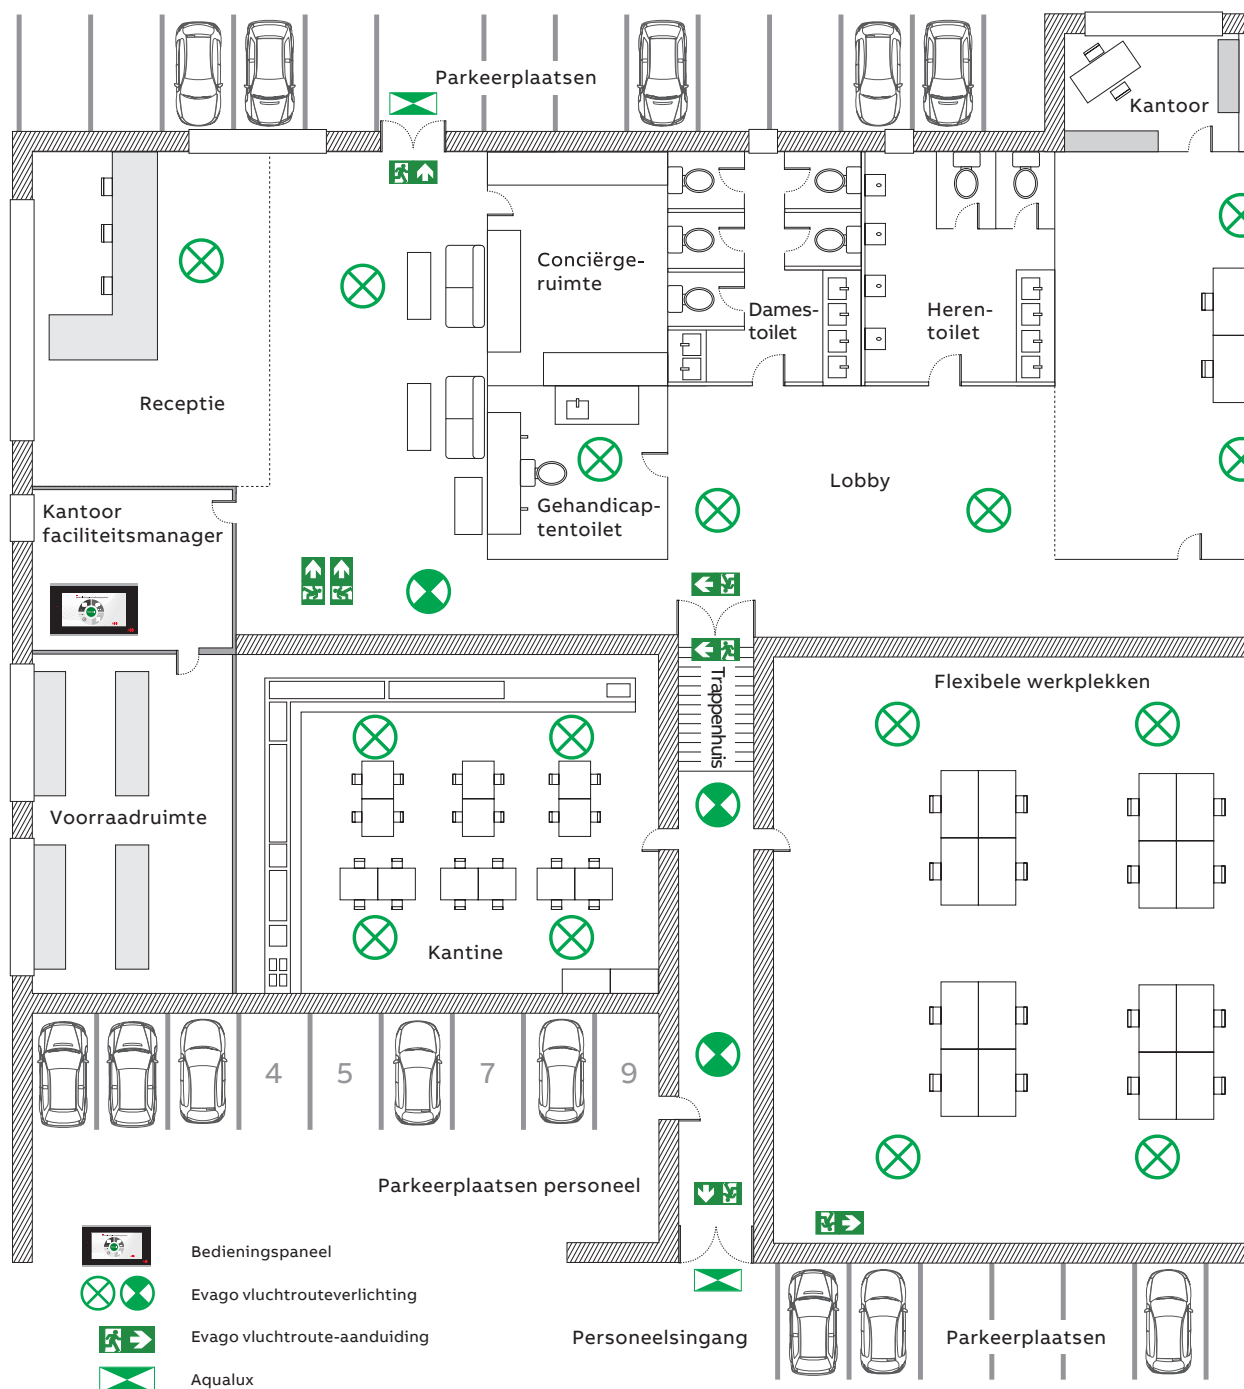 Parkeerplaatsen
Kantoor
Conciërge-
ruimte
Dames-
toilet
Heren-
toilet
Receptie
Lobby
Gehandicap-
tentoilet
Kantoor
faciliteitsmanager
Trappenhuis
Flexibele werkplekken
Voorraadruimte
Kantine
4
5
7
9
Parkeerplaatsen personeel
Bedieningspaneel
Evago vluchtrouteverlichting
Evago vluchtroute-aanduiding
Aqualux
Personeelsingang
Parkeerplaatsen